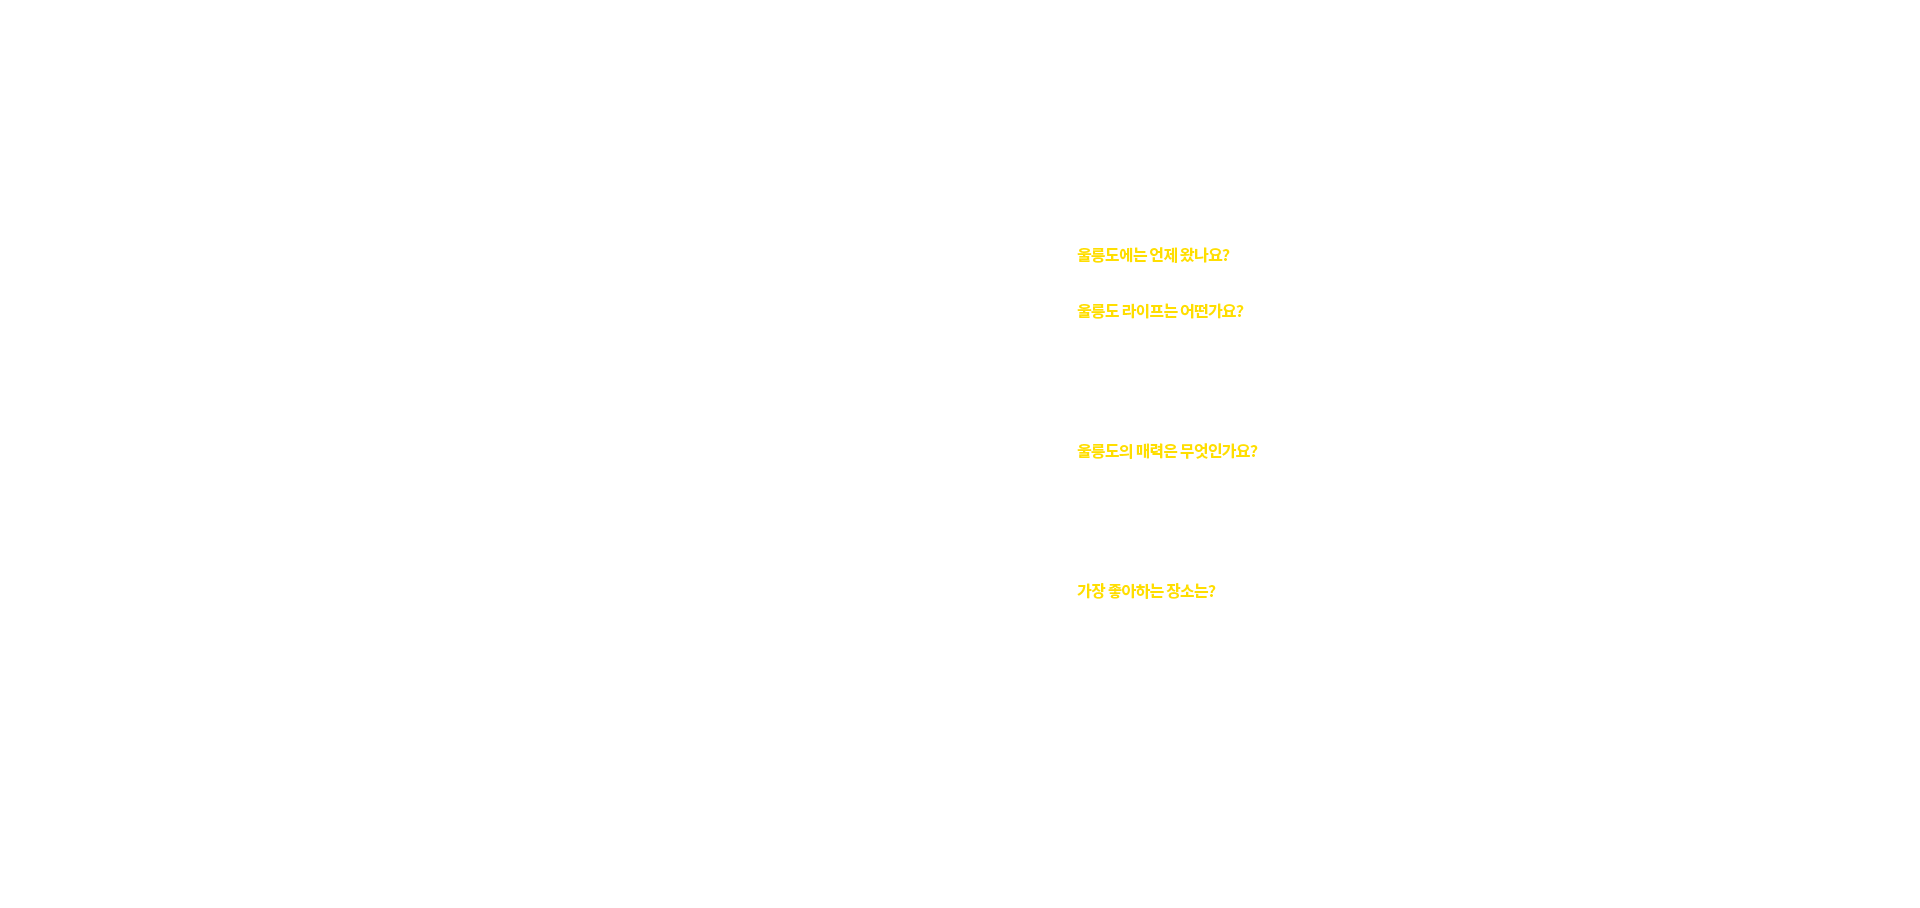 울릉도에는 언제 왔나요?
울릉도 라이프는 어떤가요?
울릉도의 매력은 무엇인가요?
가장 좋아하는 장소는?